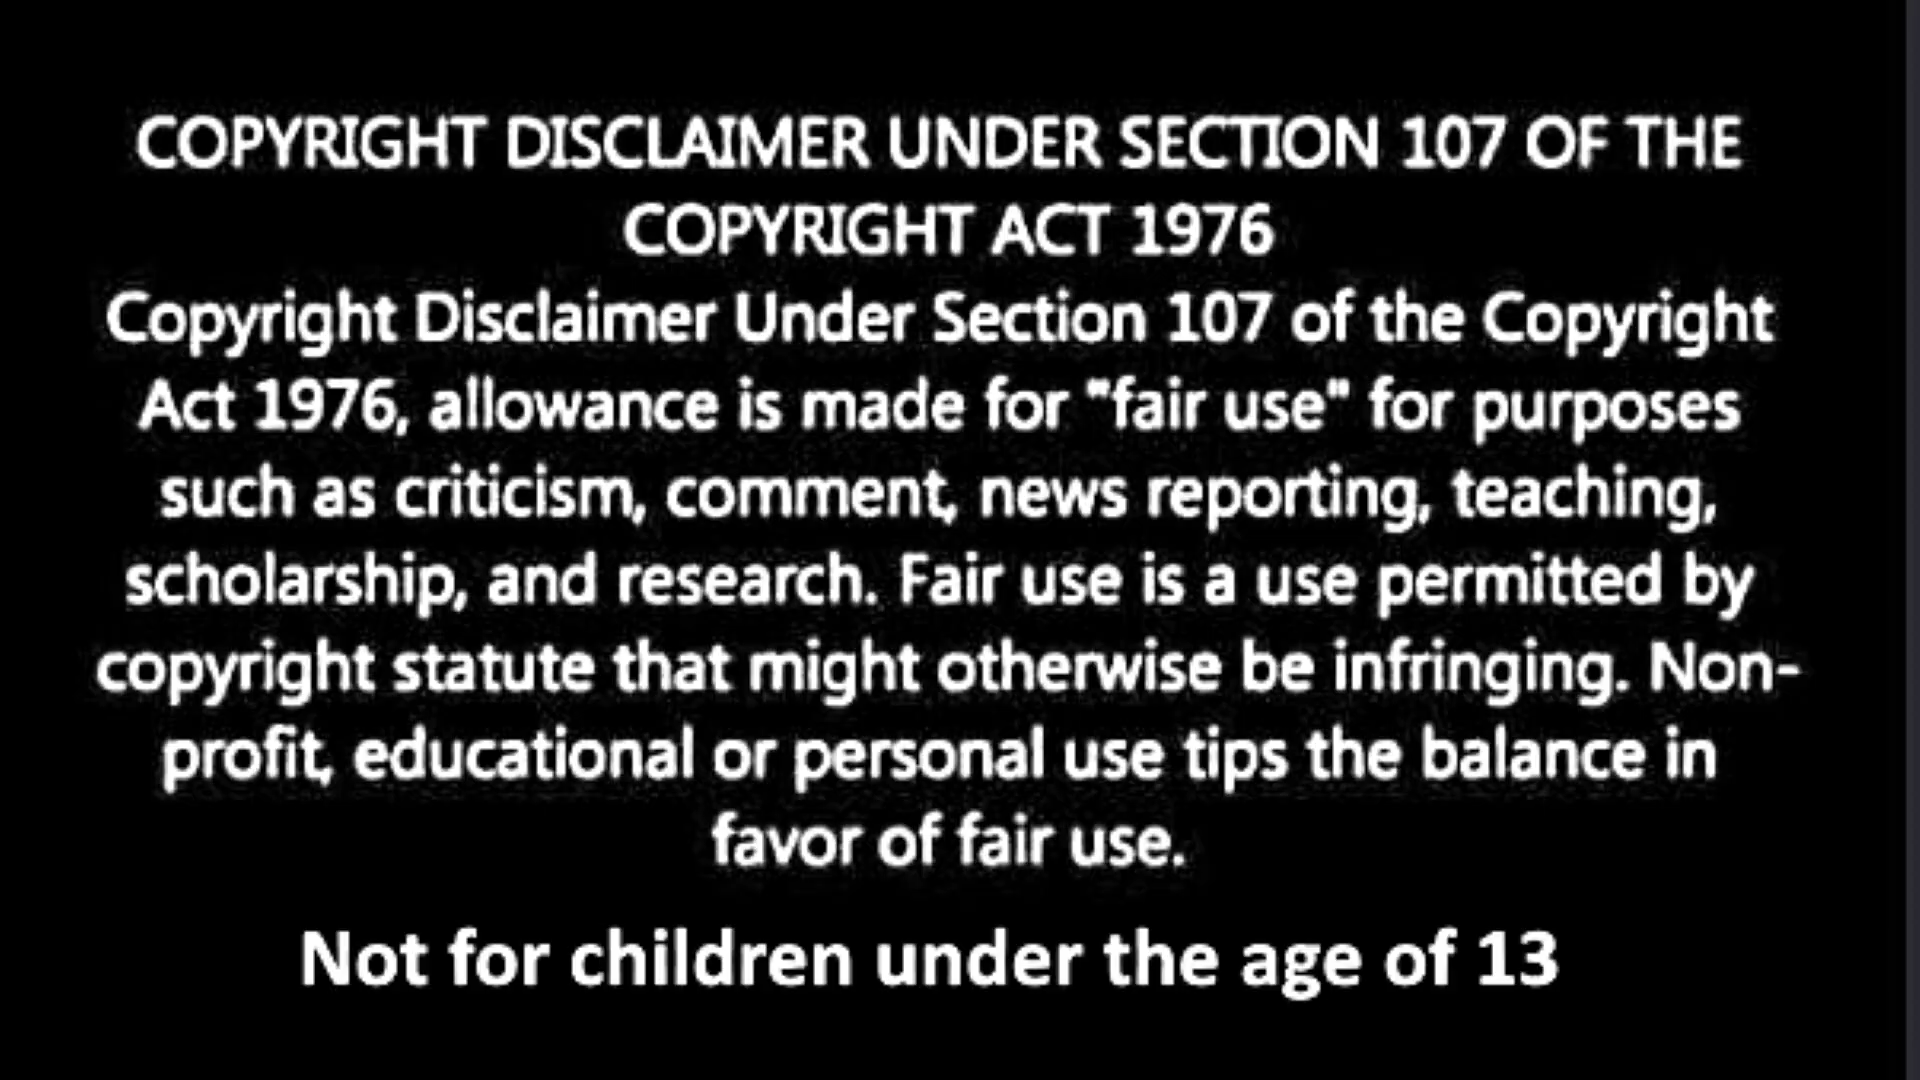 COPYRIGHT DISCLAIMER UNDER SECTION 107 OF THE
COPYRIGHT ACT 1976
Copyright Disclaimer Under Section 107 of the Copyright
Act 1976, allowance is made for "fair use" for purposes
such as criticism, comment, news reporting, teaching,
scholarship, and research. Fair use is a use permitted by
copyright statute that might otherwise be infringing. Non-
profit, educational or personal use tips the balance in
favor of fair use.
Not for children under the age of 13